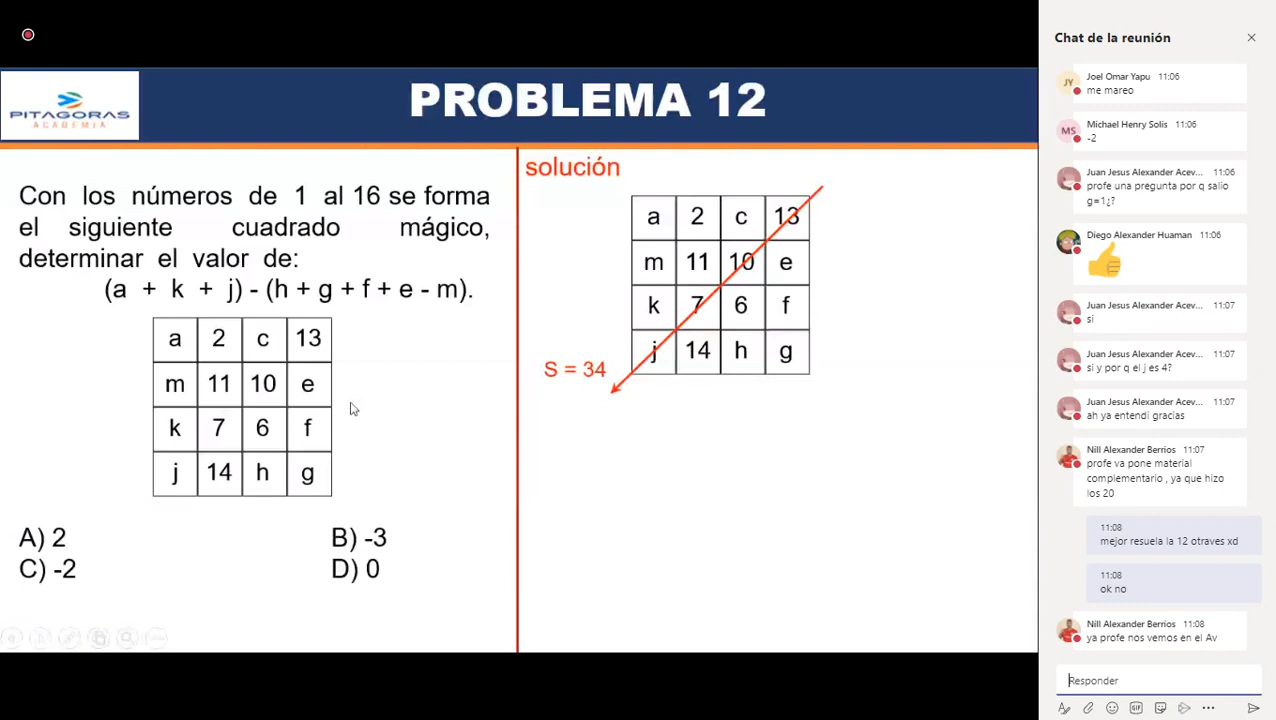 PITAGORAS
ACADEMIA
PROBLEMA 12
Con los números de 1 al 16 se forma
el siguiente cuadrado mágico,
determinar el valor de:
(a + k + j) - (h + g + f + e - m).
a 2 c 13
m 11 10 e
k 7 6 f
j 14 h g
A) 2 B) -3
C) -2 D) 0
solución
a 2 c 13
m 11 10 e
k 7 6 f
j 14 h g
S = 34
Chat de la reunión
JY
Joel Omar Yapu 11:06
me mareo
MS
Michael Henry Solis 11:06
-2
Juan Jesus Alexander Acev... 11:06
profe una pregunta por q salio
g=1¿?
Diego Alexander Huaman 11:06
Juan Jesus Alexander Acev... 11:07
si
Juan Jesus Alexander Acev... 11:07
si y por q el j es 4?
Juan Jesus Alexander Acev... 11:07
ah ya entendi gracias
Nill Alexander Berrios 11:07
profe va pone material
complementario , ya que hizo
los 20
11:08
mejor resuela la 12 otraves xd
11:08
ok no
Nill Alexander Berrios 11:08
ya profe nos vemos en el Av
Responder
GIF